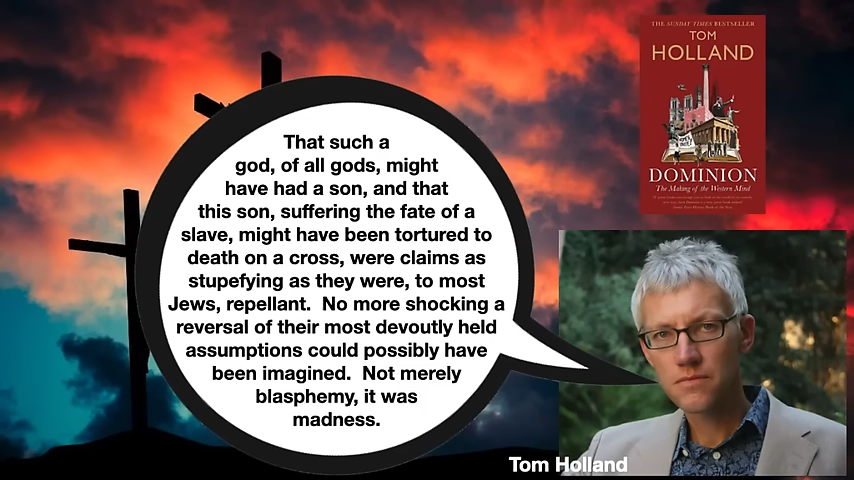 That such a
god, of all gods, might
have had a son, and that
this son, suffering the fate of a
slave, might have been tortured to
death on a cross, were claims as
stupefying as they were, to most
Jews, repellant.  No more shocking a
reversal of their most devoutly held
assumptions could possibly have
been imagined.  Not merely
blasphemy, it was
madness.
THE SUNDAY TIMES BESTSELLER
TOM
HOLLAND
DOMINION
The Making of the Western Mind
Tom Holland